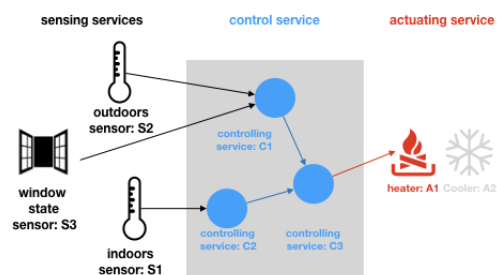 sensing services
control service
actuating service
outdoors
sensor: S2
controlling
service: C1
window
state
sensor: S3
heater: A1
Cooler: A2
indoors
sensor: S1
controlling
service: C2
controlling
service: C3